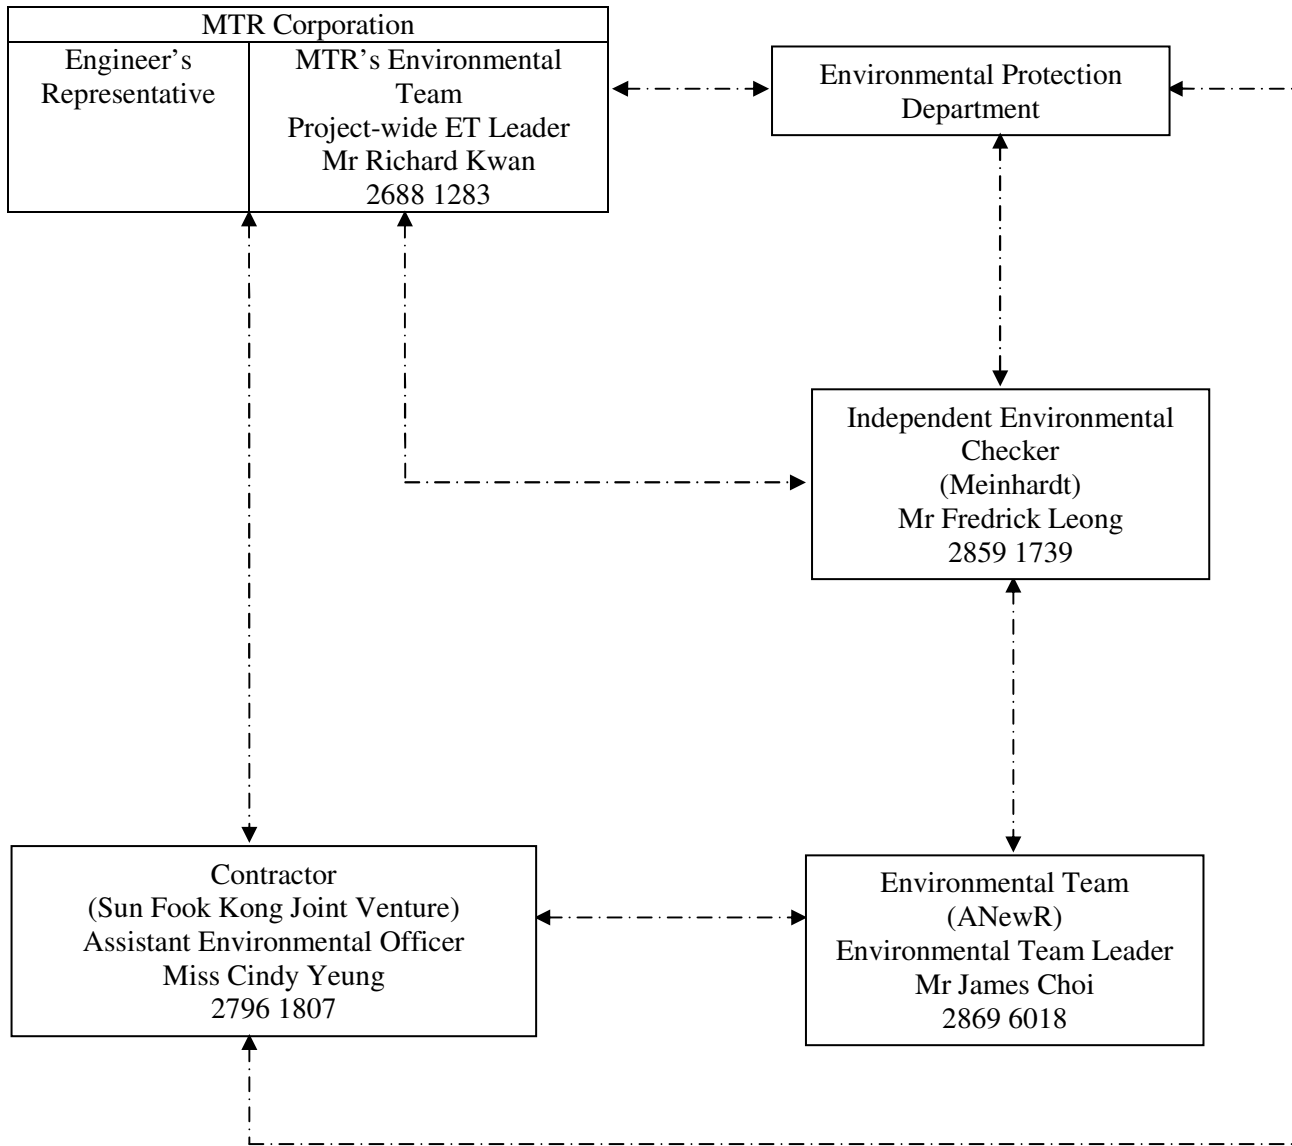 MTR Corporation
Engineer's
Representative
MTR's Environmental
Team
Project-wide ET Leader
Mr Richard Kwan
2688 1283
Environmental Protection
Department
Independent Environmental
Checker
(Meinhardt)
Mr Fredrick Leong
2859 1739
Contractor
(Sun Fook Kong Joint Venture)
Assistant Environmental Officer
Miss Cindy Yeung
2796 1807
Environmental Team
(ANewR)
Environmental Team Leader
Mr James Choi
2869 6018